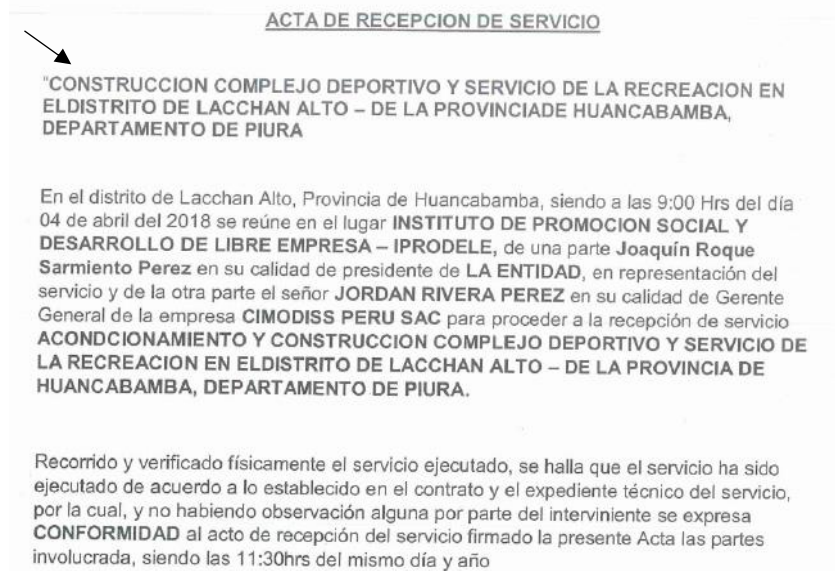 ACTA DE RECEPCION DE SERVICIO
"CONSTRUCCION COMPLEJO DEPORTIVO Y SERVICIO DE LA RECREACION EN
ELDISTRITO DE LACCHAN ALTO – DE LA PROVINCIADE HUANCABAMBA,
DEPARTAMENTO DE PIURA
En el distrito de Lacchan Alto, Provincia de Huancabamba, siendo a las 9:00 Hrs del día
04 de abril del 2018 se reúne en el lugar INSTITUTO DE PROMOCION SOCIAL Y
DESARROLLO DE LIBRE EMPRESA – IPRODELE, de una parte Joaquín Roque
Sarmiento Perez en su calidad de presidente de LA ENTIDAD, en representación del
servicio y de la otra parte el señor JORDAN RIVERA PEREZ en su calidad de Gerente
General de la empresa CIMODISS PERU SAC para proceder a la recepción de servicio
ACONDCIONAMIENTO Y CONSTRUCCION COMPLEJO DEPORTIVO Y SERVICIO DE
LA RECREACION EN ELDISTRITO DE LACCHAN ALTO – DE LA PROVINCIA DE
HUANCABAMBA, DEPARTAMENTO DE PIURA.
Recorrido y verificado físicamente el servicio ejecutado, se halla que el servicio ha sido
ejecutado de acuerdo a lo establecido en el contrato y el expediente técnico del servicio,
por la cual, y no habiendo observación alguna por parte del interviniente se expresa
CONFORMIDAD al acto de recepción del servicio firmado la presente Acta las partes
involucrada, siendo las 11:30hrs del mismo día y año